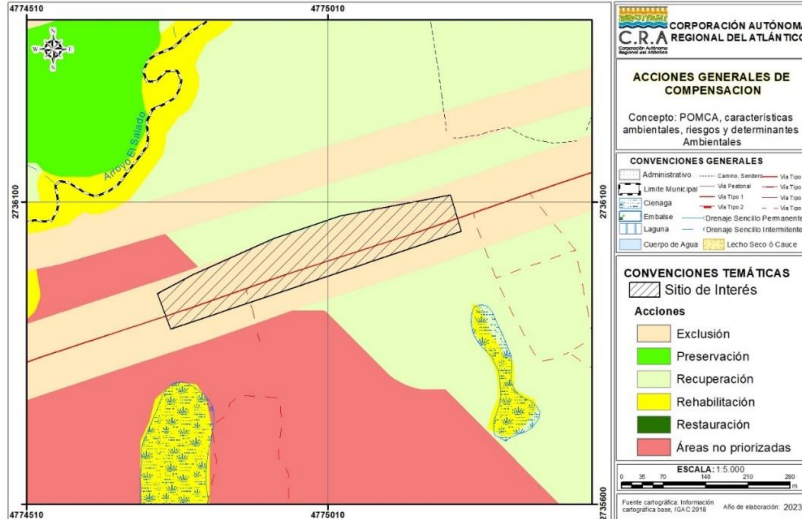 4774510
4775010
2736100
N
W
E
S
Arroyo El Salado
2736100
4774510
4775010
2735600
C.R.A
Corporación Autónoma
Regional del Atlántico
CORPORACIÓN AUTÓNOMA
REGIONAL DEL ATLÁNTICO
ACCIONES GENERALES DE
COMPENSACION
Concepto: POMCA, características
ambientales, riesgos y determinantes
Ambientales
CONVENCIONES GENERALES
Administrativo
Limite Municipal
Cienaga
Embalse
Laguna
Cuerpo de Agua
Camino, Sendero
Vía Peatonal
Vía Tipo 1
Vía Tipo 2
Vía Tipo
Vía Tipo
Vía Tipo
Vía Tipo
Drenaje Sencillo Permanente
Drenaje Sencillo Intermitente
Lecho Seco ó Cauce
CONVENCIONES TEMÁTICAS
Sitio de Interés
Acciones
Exclusión
Preservación
Recuperación
Rehabilitación
Restauración
Áreas no priorizadas
ESCALA: 1:5.000
0 35 70 140 210 280
m
Fuente cartográfica: Información
cartográfica base, IGAC 2018
Año de elaboración: 2023